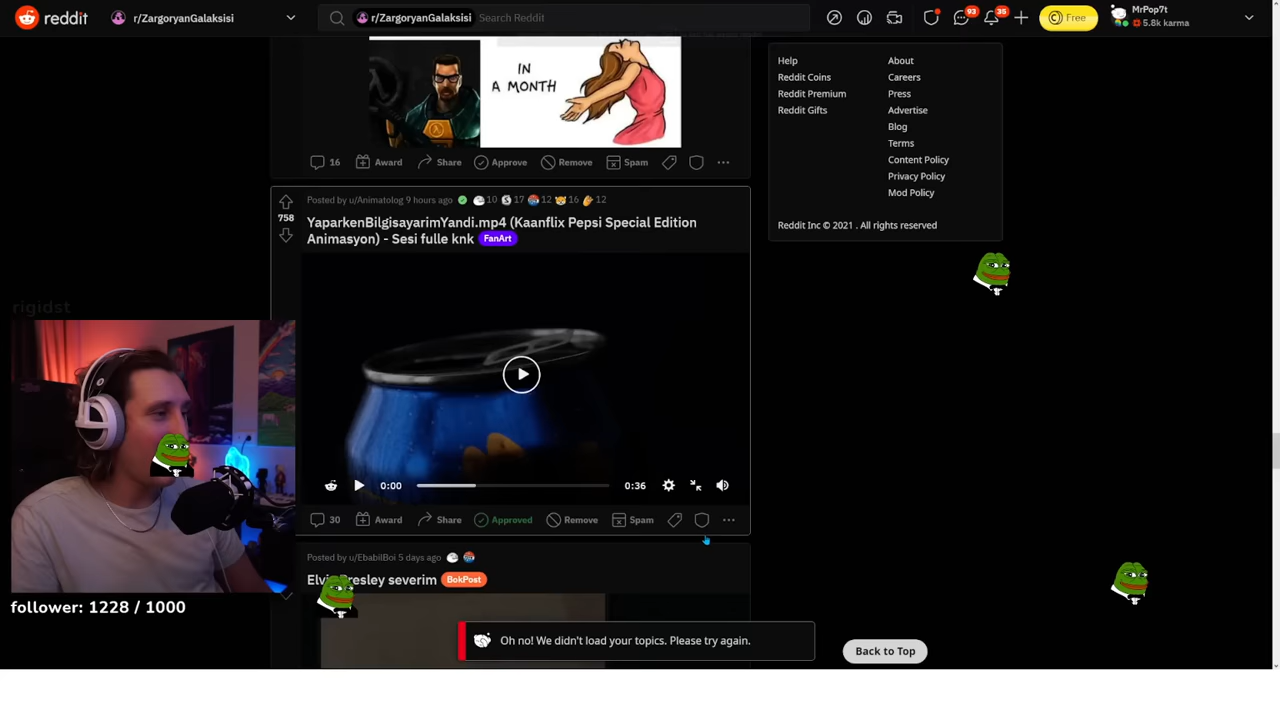 reddit
r/ZargoryanGalaksisi
r/ZargoryanGalaksisi
Search Reddit
93
35
Free
MrPop7t
5.8k karma
IN
A MONTH
16
Award
Share
Approve
Remove
Spam
Help
About
Reddit Coins
Careers
Reddit Premium
Press
Reddit Gifts
Advertise
Blog
Terms
Content Policy
Privacy Policy
Mod Policy
Reddit Inc © 2021 . All rights reserved
Posted by u/Animatolog 9 hours ago
10
17
12
16
12
758
YaparkenBilgisayarimYandi.mp4 (Kaanflix Pepsi Special Edition
Animasyon) - Sesi fulle knk
FanArt
0:00
0:36
30
Award
Share
Approved
Remove
Spam
rigidst
follower: 1228 / 1000
Posted by u/EbabilBoi 5 days ago
severim
BokPost
Oh no! We didn't load your topics. Please try again.
Back to Top